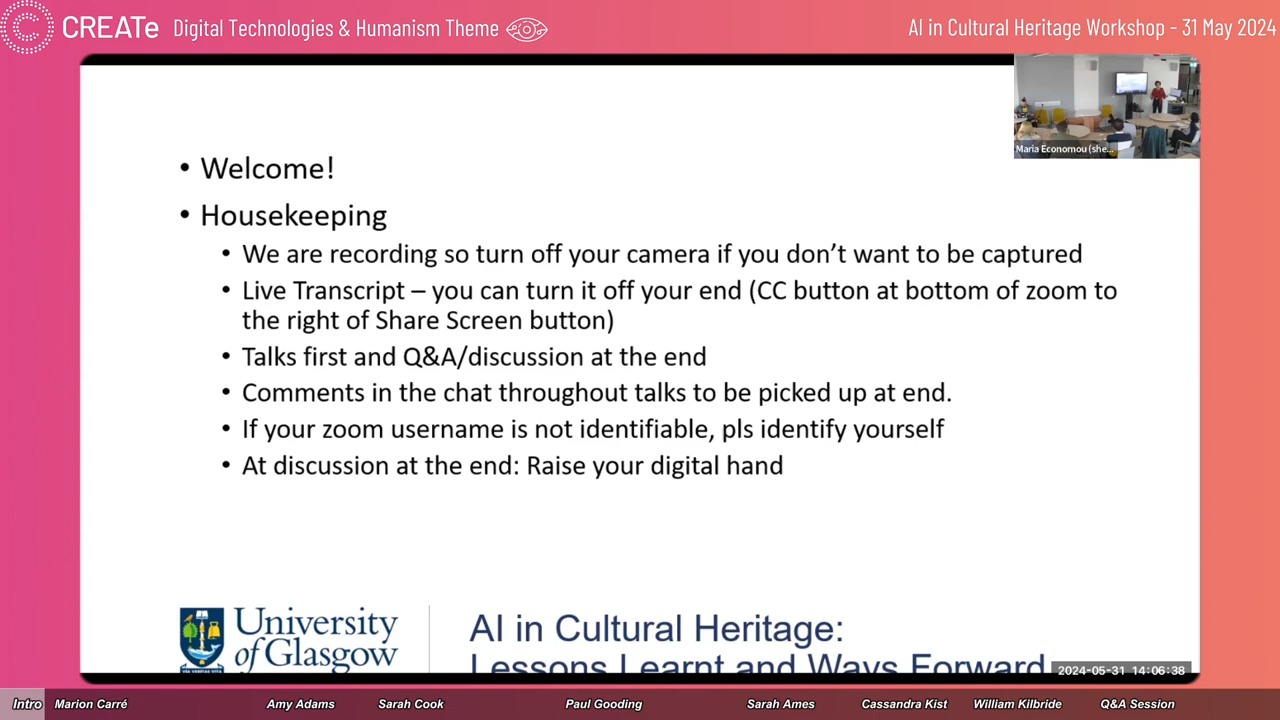 CREATe Digital Technologies & Humanism Theme
AI in Cultural Heritage Workshop - 31 May 2024
Maria Economou (she...
• Welcome!
• Housekeeping
• We are recording so turn off your camera if you don’t want to be captured
• Live Transcript – you can turn it off your end (CC button at bottom of zoom to
the right of Share Screen button)
• Talks first and Q&A/discussion at the end
• Comments in the chat throughout talks to be picked up at end.
• If your zoom username is not identifiable, pls identify yourself
• At discussion at the end: Raise your digital hand
University
of Glasgow
AI in Cultural Heritage:
Lessons Learnt and Ways Forward
2024-05-31 14:06:38
Intro Marion Carré Amy Adams Sarah Cook Paul Gooding Sarah Ames Cassandra Kist William Kilbride Q&A Session